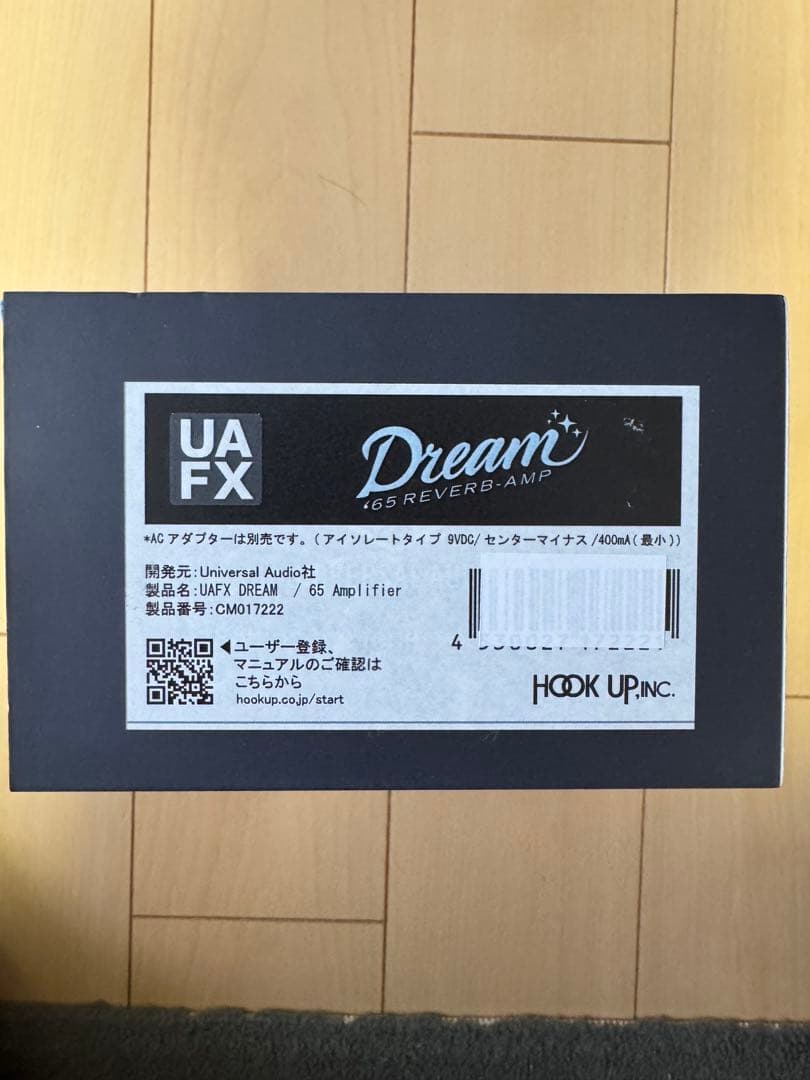 UA
FX
Dream
'65 REVERB-AMP
*ACアダプターは別売です。(アイソレートタイプ 9VDC/センターマイナス/400mA(最小))
開発元:Universal Audio社
製品名:UAFX DREAM / 65 Amplifier
製品番号:CM017222
◀ユーザー登録、
マニュアルのご確認は
こちらから
hookup.co.jp/start
HOOK UP,INC.